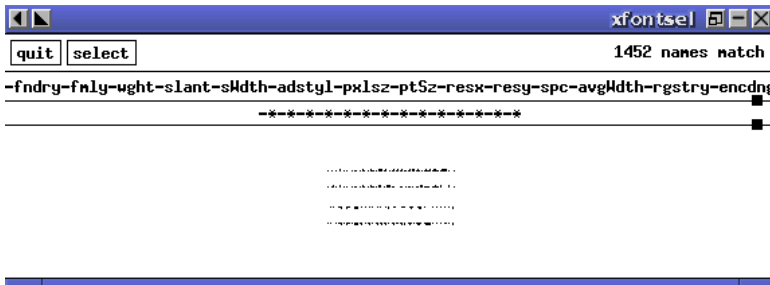 xfontsel
quit select 1452 names match
-fndry-fmly-wght-slant-sWdth-adstyl-pxlsz-ptSz-resx-resy-spc-avgWdth-rgstry-encdng
-*-*-*-*-*-*-*-*-*-*-*-*-*-*